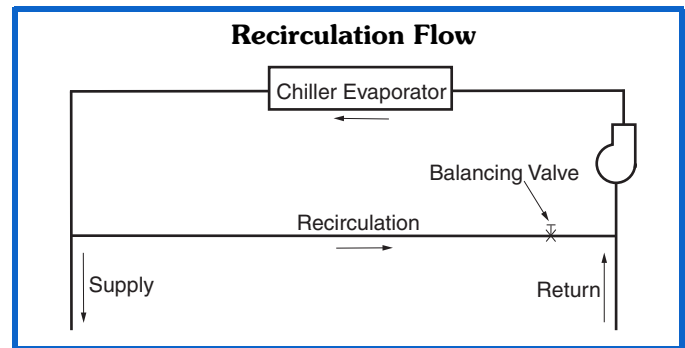 Recirculation Flow
Chiller Evaporator
Balancing Valve
Recirculation
Supply
Return